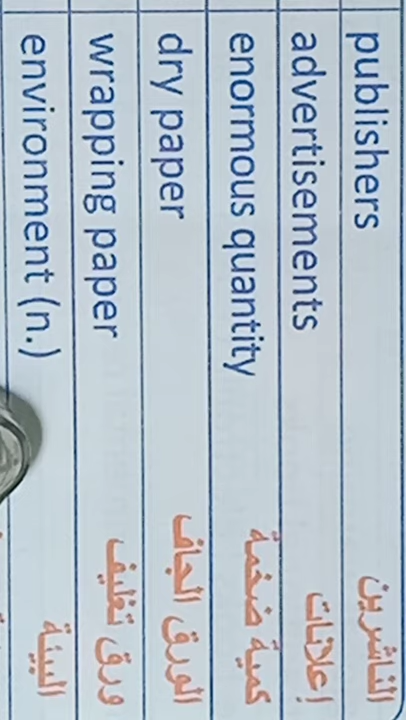 publishers الناشرين
advertisements إعلانات
enormous quantity كمية ضخمة
dry paper الورق الجاف
wrapping paper ورق تغليف
environment (n.) البيئة